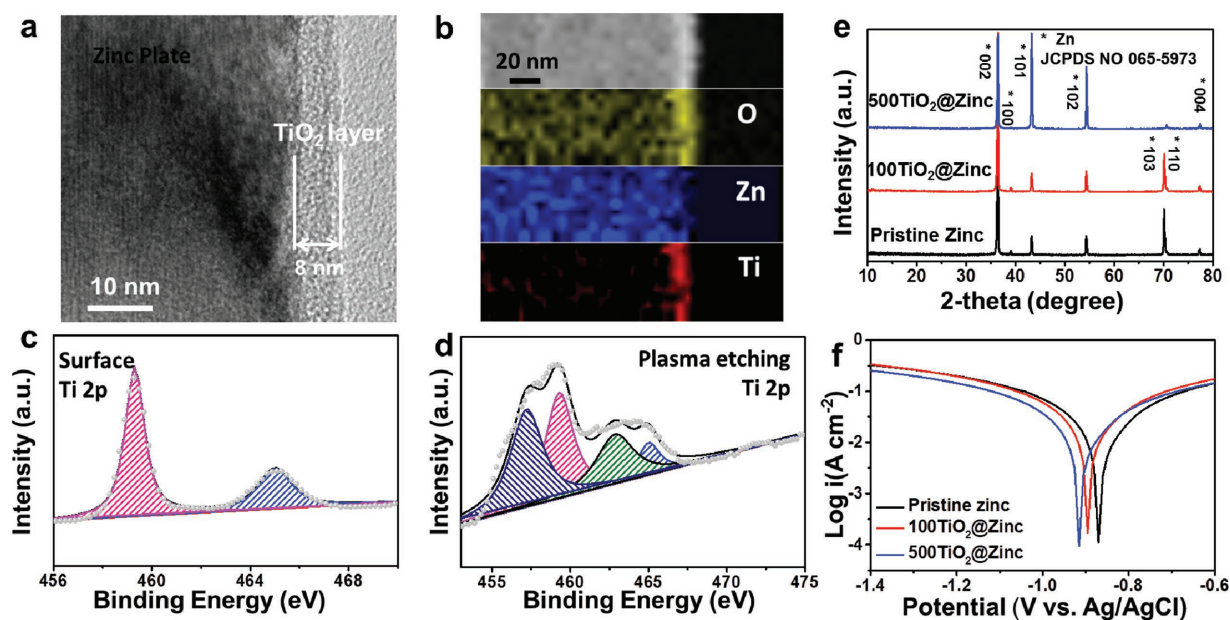 a
Zinc Plate
TiO₂ layer
8 nm
10 nm
b
20 nm
O
Zn
Ti
c
Surface
Ti 2p
Intensity (a.u.)
456 460 464 468
Binding Energy (eV)
d
Plasma etching
Ti 2p
Intensity (a.u.)
455 460 465 470 475
Binding Energy (eV)
e
* Zn
JCPDS NO 065-5973
* 002
* 100
* 101
* 102
* 103
* 110
* 004
500TiO₂@Zinc
100TiO₂@Zinc
Pristine Zinc
Intensity (a.u.)
10 20 30 40 50 60 70 80
2-theta (degree)
f
0
-1
-2
-3
-4
Log i(A cm⁻²)
Pristine zinc
100TiO₂@Zinc
500TiO₂@Zinc
-1.4 -1.2 -1.0 -0.8 -0.6
Potential (V vs. Ag/AgCl)